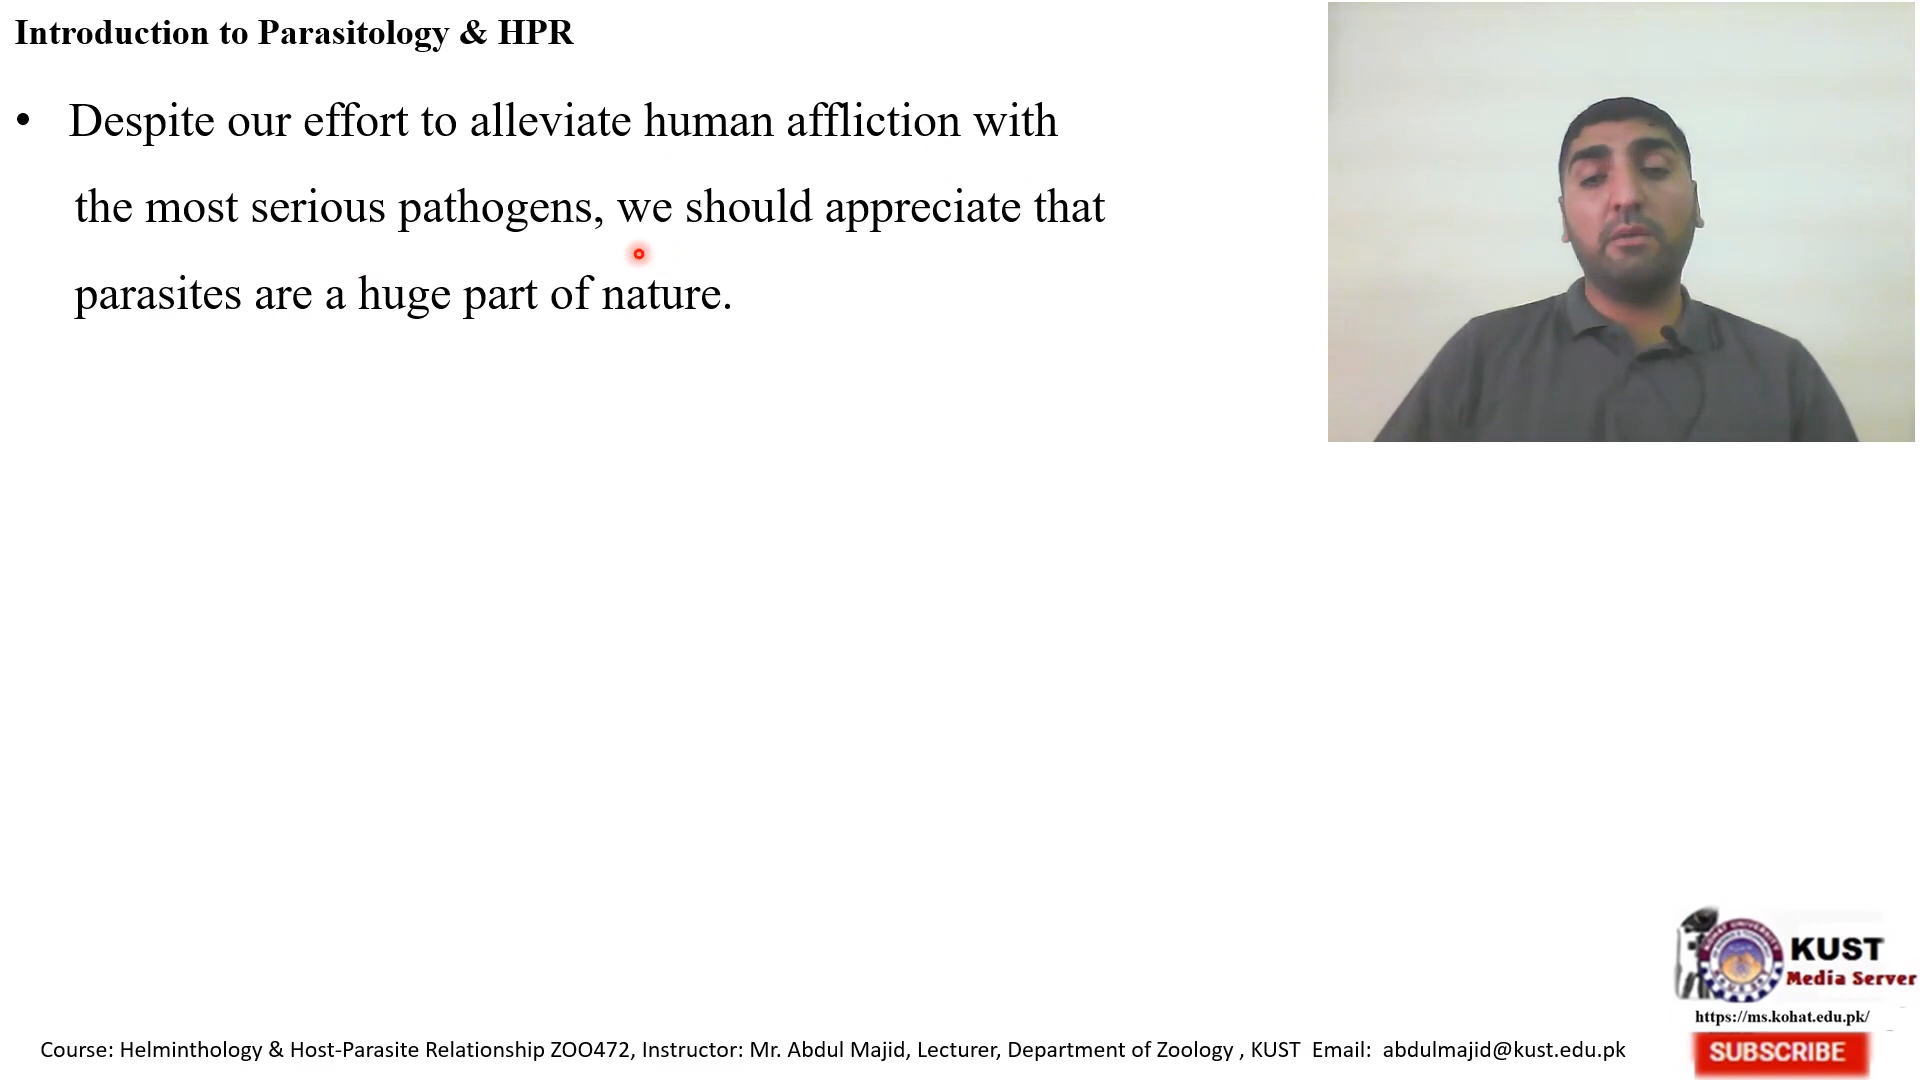 Introduction to Parasitology & HPR
• Despite our effort to alleviate human affliction with
the most serious pathogens, we should appreciate that
parasites are a huge part of nature.
KUST
Media Server
https://ms.kohat.edu.pk/
SUBSCRIBE
Course: Helminthology & Host-Parasite Relationship ZOO472, Instructor: Mr. Abdul Majid, Lecturer, Department of Zoology , KUST Email: abdulmajid@kust.edu.pk